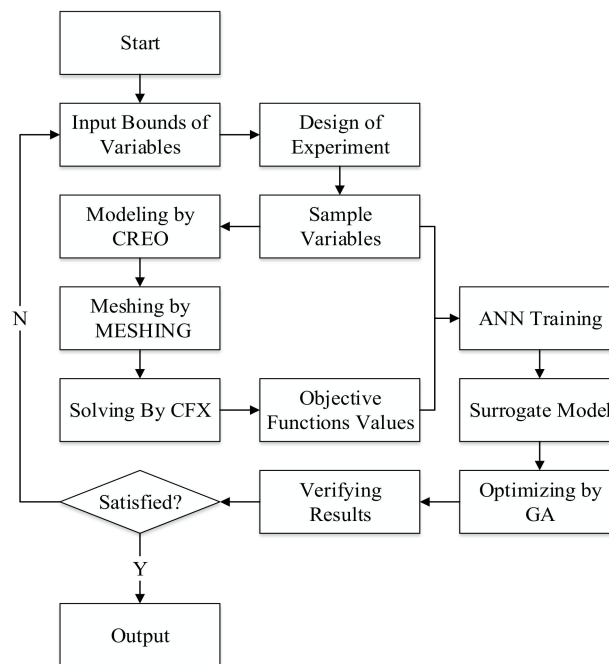 Start
Input Bounds of
Variables
Design of
Experiment
Modeling by
CREO
Sample
Variables
N
Meshing by
MESHING
ANN Training
Solving By CFX
Objective
Functions Values
Surrogate Model
Satisfied?
Verifying
Results
Optimizing by
GA
Y
Output